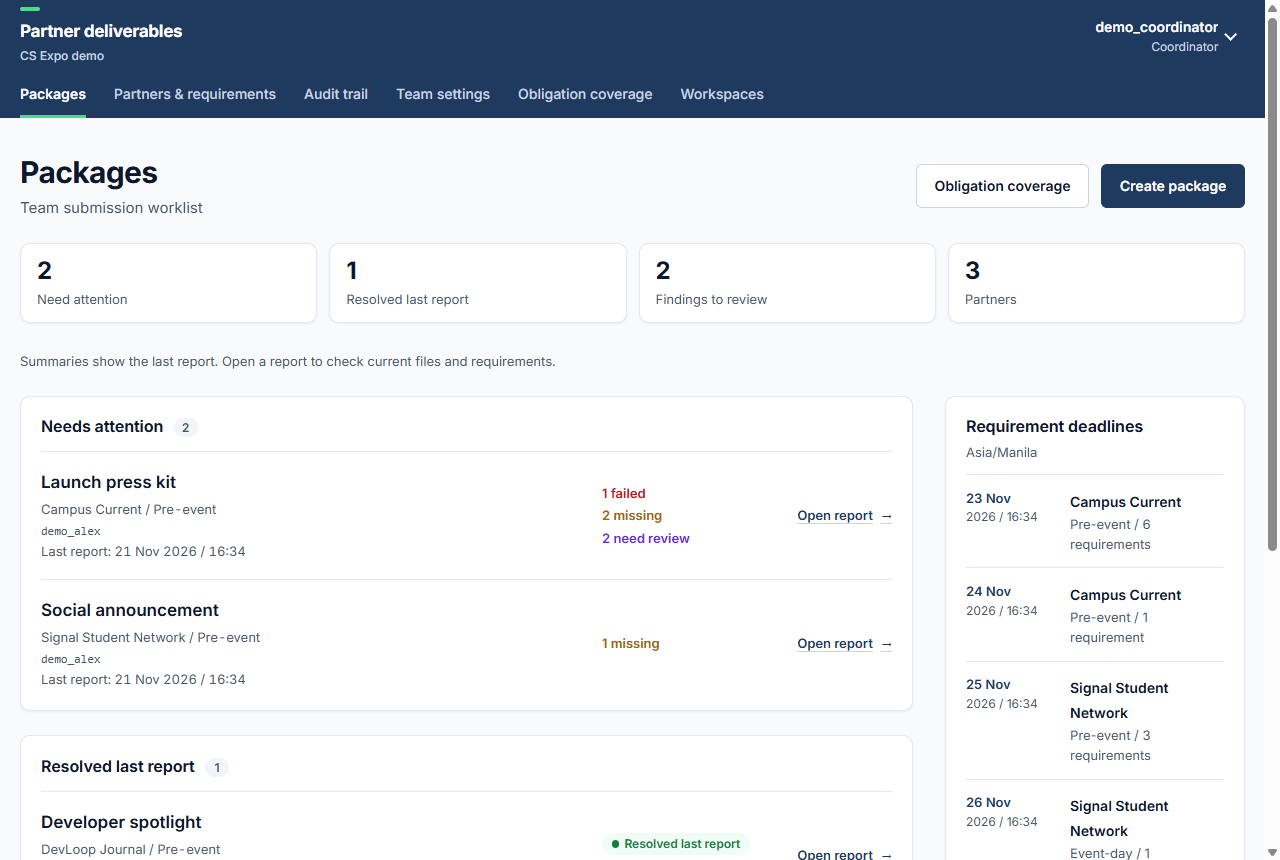 Partner deliverables
CS Expo demo
demo_coordinator
Coordinator
Packages
Partners & requirements
Audit trail
Team settings
Obligation coverage
Workspaces
Packages
Team submission worklist
Obligation coverage
Create package
2
Need attention
1
Resolved last report
2
Findings to review
3
Partners
Summaries show the last report. Open a report to check current files and requirements.
Needs attention 2
Launch press kit
Campus Current / Pre-event
demo_alex
Last report: 21 Nov 2026 / 16:34
1 failed
2 missing
2 need review
Open report →
Social announcement
Signal Student Network / Pre-event
demo_alex
Last report: 21 Nov 2026 / 16:34
1 missing
Open report →
Resolved last report 1
Developer spotlight
DevLoop Journal / Pre-event
Resolved last report
Open report →
Requirement deadlines
Asia/Manila
23 Nov
2026 / 16:34
Campus Current
Pre-event / 6
requirements
24 Nov
2026 / 16:34
Campus Current
Pre-event / 1
requirement
25 Nov
2026 / 16:34
Signal Student
Network
Pre-event / 3
requirements
26 Nov
2026 / 16:34
Signal Student
Network
Event-day / 1